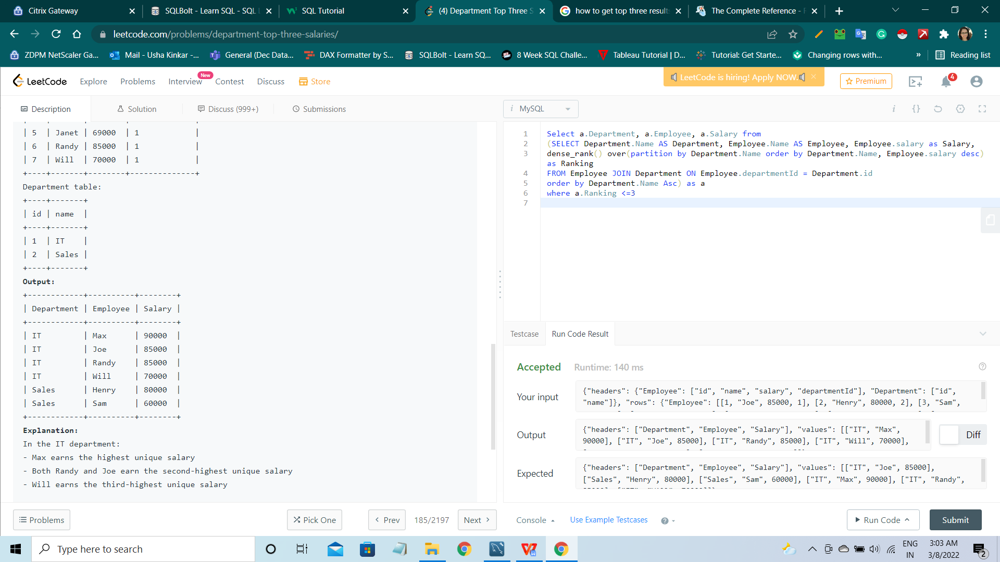 Citrix Gateway
SQLBolt - Learn SQL - SQL
SQL Tutorial
(4) Department Top Three S
how to get top three result
The Complete Reference -
leetcode.com/problems/department-top-three-salaries/
ZDPM NetScaler Ga...
Mail - Usha Kinkar -...
General (Dec Data...
DAX Formatter by S...
SQLBolt - Learn SQ...
8 Week SQL Challe...
Tableau Tutorial | D...
Tutorial: Get Starte...
Changing rows with...
»
Reading list
LeetCode
Explore
Problems
Interview
New
Contest
Discuss
Store
LeetCode is hiring! Apply NOW.
Premium
4
Description
Solution
Discuss (999+)
Submissions
| 5  | Janet | 69000  | 1            |
| 6  | Randy | 85000  | 1            |
| 7  | Will  | 70000  | 1            |
+----+-------+--------+--------------+
Department table:
+----+-------+
| id | name  |
+----+-------+
| 1  | IT    |
| 2  | Sales |
+----+-------+
Output:
+------------+----------+--------+
| Department | Employee | Salary |
+------------+----------+--------+
| IT         | Max      | 90000  |
| IT         | Joe      | 85000  |
| IT         | Randy    | 85000  |
| IT         | Will     | 70000  |
| Sales      | Henry    | 80000  |
| Sales      | Sam      | 60000  |
+------------+----------+--------+
Explanation:
In the IT department:
- Max earns the highest unique salary
- Both Randy and Joe earn the second-highest unique salary
- Will earns the third-highest unique salary
i MySQL
i {}
1 Select a.Department, a.Employee, a.Salary from
2 (SELECT Department.Name AS Department, Employee.Name AS Employee, Employee.salary as Salary,
3 dense_rank() over(partition by Department.Name order by Department.Name, Employee.salary desc)
as Ranking
4 FROM Employee JOIN Department ON Employee.departmentId = Department.id
5 order by Department.Name Asc) as a
6 where a.Ranking <=3
7
Testcase
Run Code Result
Accepted
Runtime: 140 ms
Your input
{"headers": {"Employee": ["id", "name", "salary", "departmentId"], "Department": ["id",
"name"]}, "rows": {"Employee": [[1, "Joe", 85000, 1], [2, "Henry", 80000, 2], [3, "Sam",
Output
{"headers": ["Department", "Employee", "Salary"], "values": [["IT", "Max",
90000], ["IT", "Joe", 85000], ["IT", "Randy", 85000], ["IT", "Will", 70000],
Diff
Expected
{"headers": ["Department", "Employee", "Salary"], "values": [["IT", "Joe", 85000],
["Sales", "Henry", 80000], ["Sales", "Sam", 60000], ["IT", "Max", 90000], ["IT", "Randy",
Problems
Pick One
Prev
185/2197
Next
Console
Use Example Testcases
Run Code
Submit
Type here to search
ENG
IN
3:03 AM
3/8/2022
2